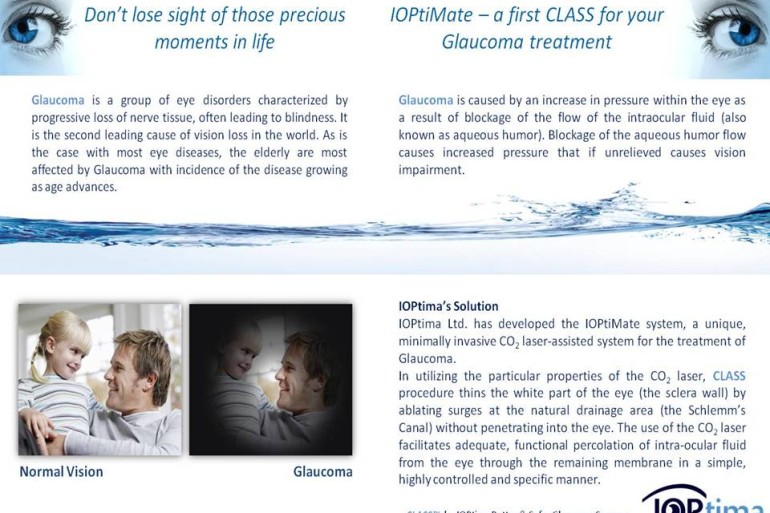 Don't lose sight of those precious
moments in life
Glaucoma is a group of eye disorders characterized by
progressive loss of nerve tissue, often leading to blindness. It
is the second leading cause of vision loss in the world. As is
the case with most eye diseases, the elderly are most
affected by Glaucoma with incidence of the disease growing
as age advances.
Normal Vision
Glaucoma
IOPtiMate – a first CLASS for your
Glaucoma treatment
Glaucoma is caused by an increase in pressure within the eye as
a result of blockage of the flow of the intraocular fluid (also
known as aqueous humor). Blockage of the aqueous humor flow
causes increased pressure that if unrelieved causes vision
impairment.
IOPtima's Solution
IOPtima Ltd. has developed the IOPtiMate system, a unique,
minimally invasive CO₂ laser-assisted system for the treatment of
Glaucoma.
In utilizing the particular properties of the CO₂ laser, CLASS
procedure thins the white part of the eye (the sclera wall) by
ablating surges at the natural drainage area (the Schlemm's
Canal) without penetrating into the eye. The use of the CO₂ laser
facilitates adequate, functional percolation of intra-ocular fluid
from the eye through the remaining membrane in a simple,
highly controlled and specific manner.
IOPtima